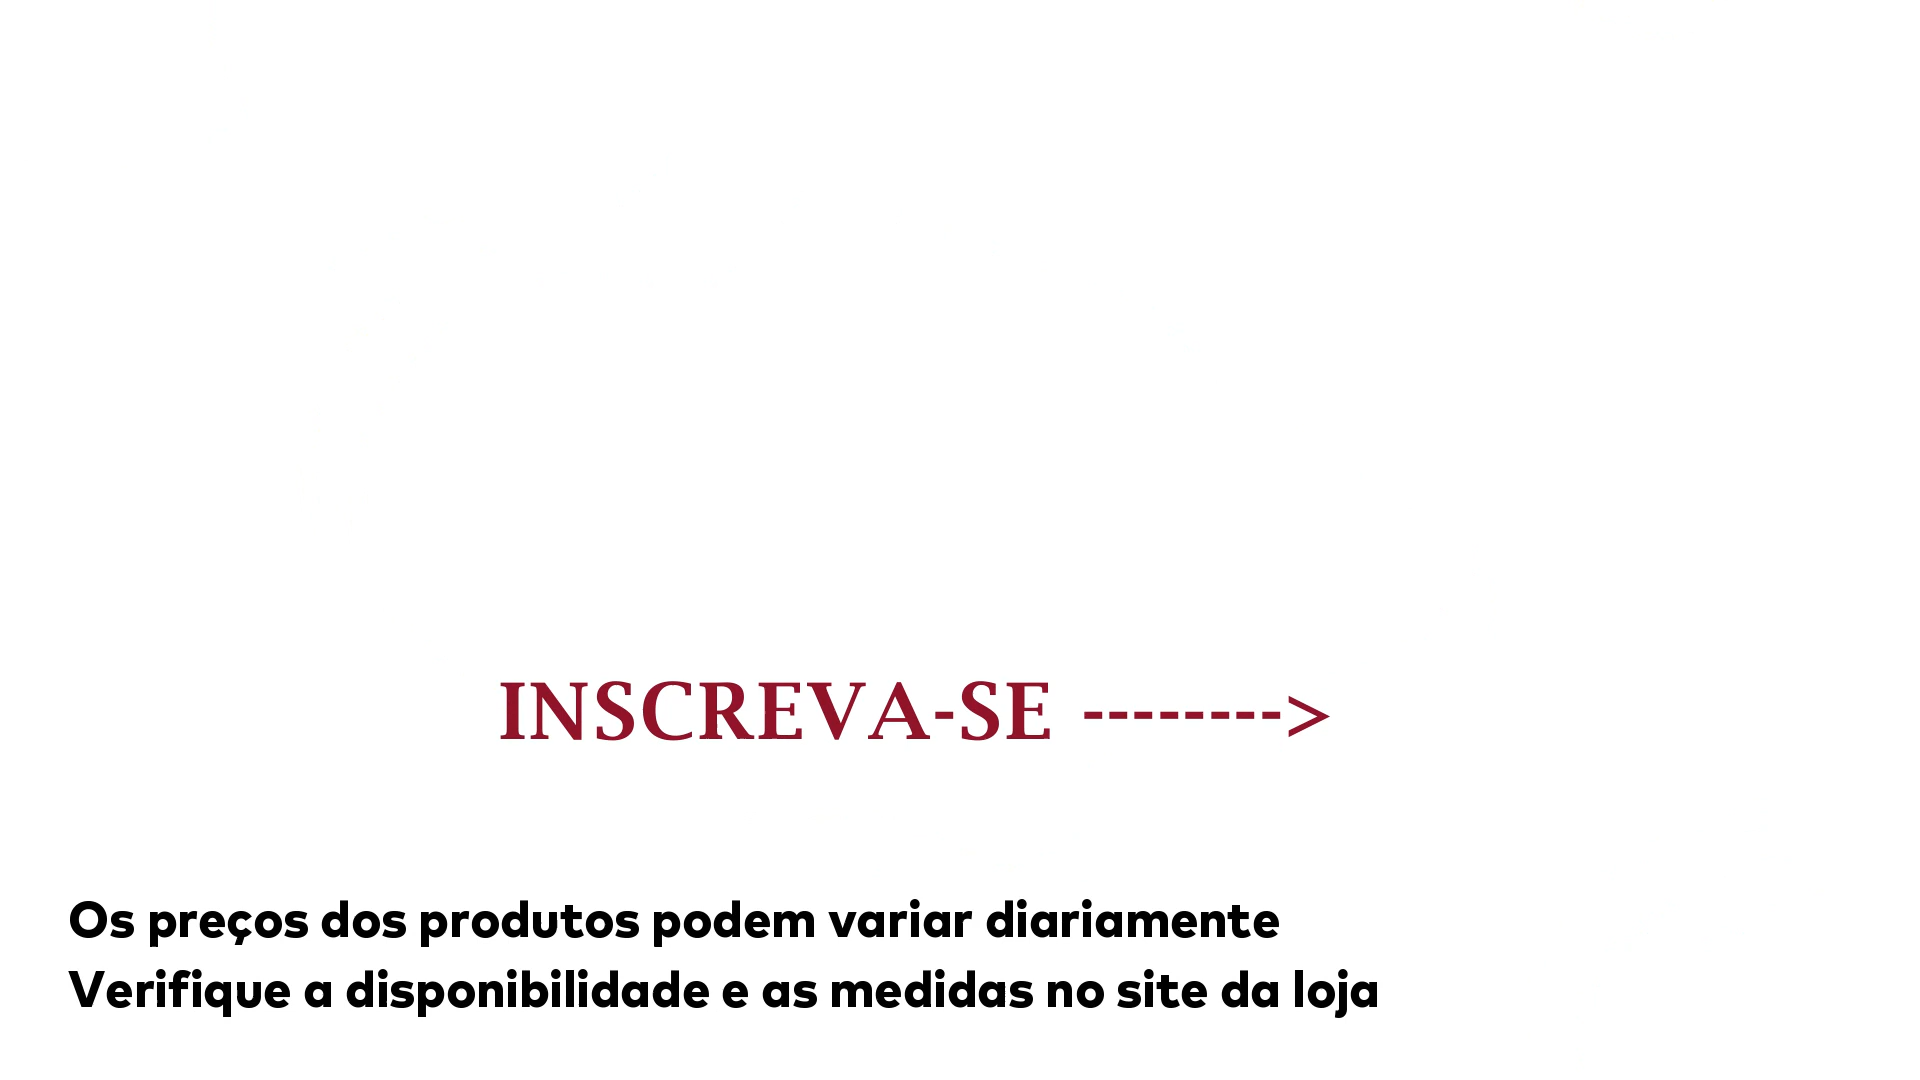 INSCREVA-SE -------->
Os preços dos produtos podem variar diariamente
Verifique a disponibilidade e as medidas no site da loja